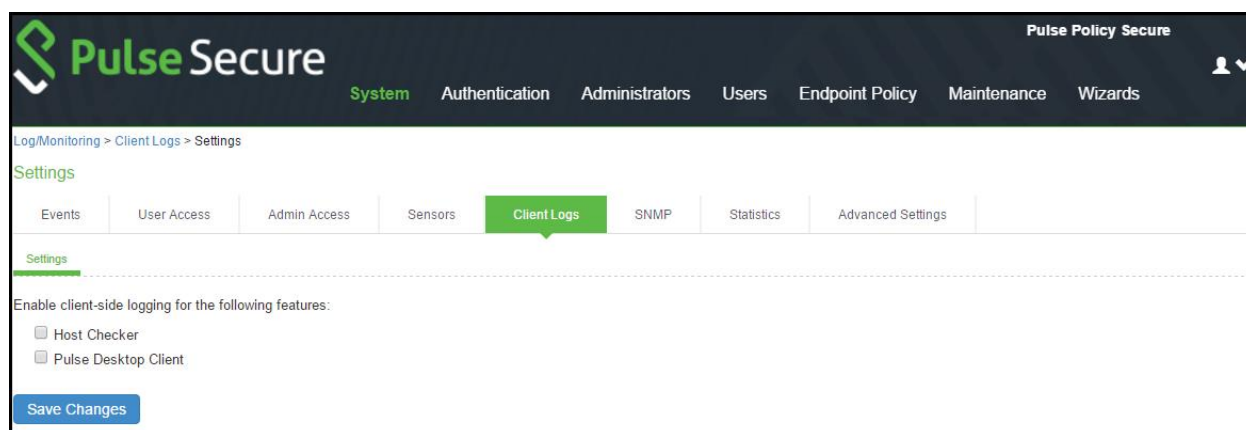 Pulse Secure
Pulse Policy Secure
System Authentication Administrators Users Endpoint Policy Maintenance Wizards
Log/Monitoring > Client Logs > Settings
Settings
Events User Access Admin Access Sensors Client Logs SNMP Statistics Advanced Settings
Settings
Enable client-side logging for the following features:
Host Checker
Pulse Desktop Client
Save Changes